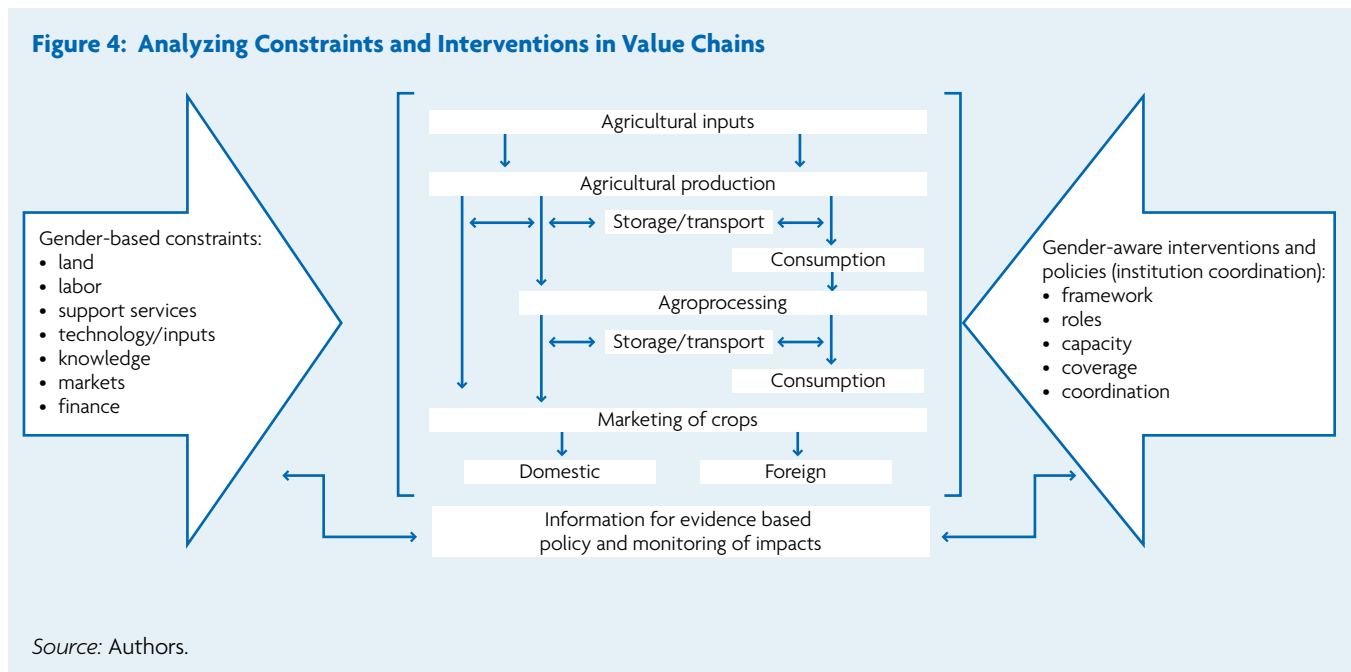 Figure 4: Analyzing Constraints and Interventions in Value Chains
Gender-based constraints:
• land
• labor
• support services
• technology/inputs
• knowledge
• markets
• finance
Agricultural inputs
Agricultural production
Storage/transport
Consumption
Agroprocessing
Storage/transport
Consumption
Marketing of crops
Domestic
Foreign
Information for evidence based
policy and monitoring of impacts
Gender-aware interventions and
policies (institution coordination):
• framework
• roles
• capacity
• coverage
• coordination
Source: Authors.